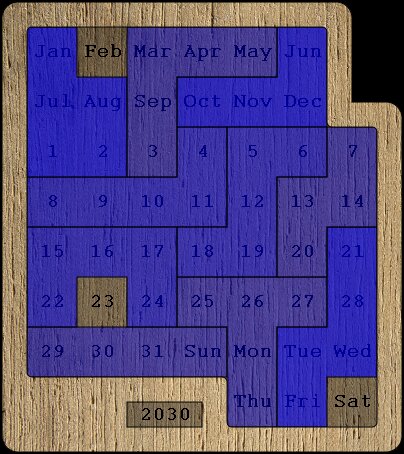 Jan Feb Mar Apr May Jun
Jul Aug Sep Oct Nov Dec
1 2 3 4 5 6 7
8 9 10 11 12 13 14
15 16 17 18 19 20 21
22 23 24 25 26 27 28
29 30 31 Sun Mon Tue Wed
Thu Fri Sat
2030